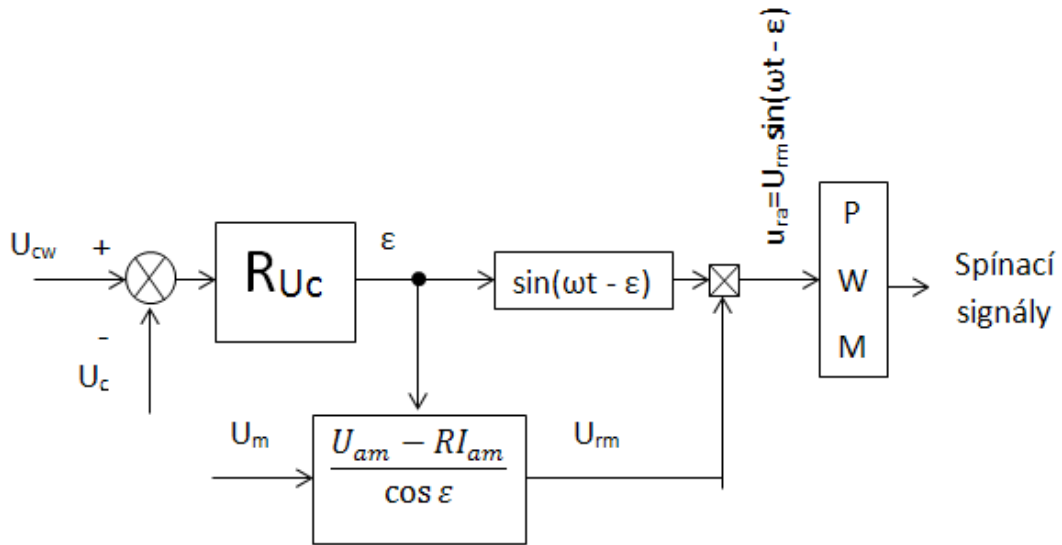 u_ra=U_rm sin(ωt - ε)
U_cw
+
-
U_c
R_Uc
ε
sin(ωt - ε)
P
W
M
Spínací
signály
U_m
U_am − RI_am
cos ε
U_rm